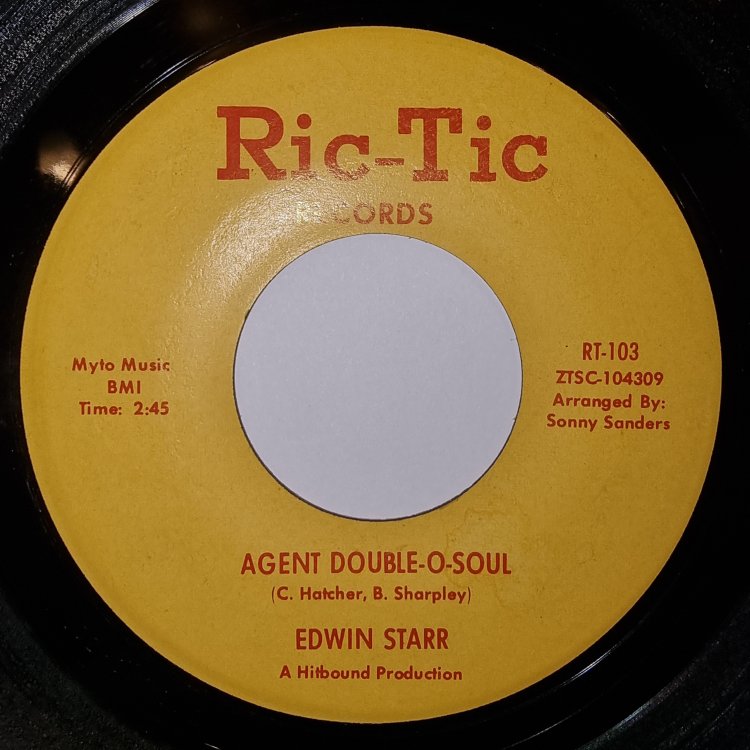 Ric-Tic
RECORDS
Myto Music
BMI
Time: 2:45
RT-103
ZTSC-104309
Arranged By:
Sonny Sanders
AGENT DOUBLE-O-SOUL
(C. Hatcher, B. Sharpley)
EDWIN STARR
A Hitbound Production